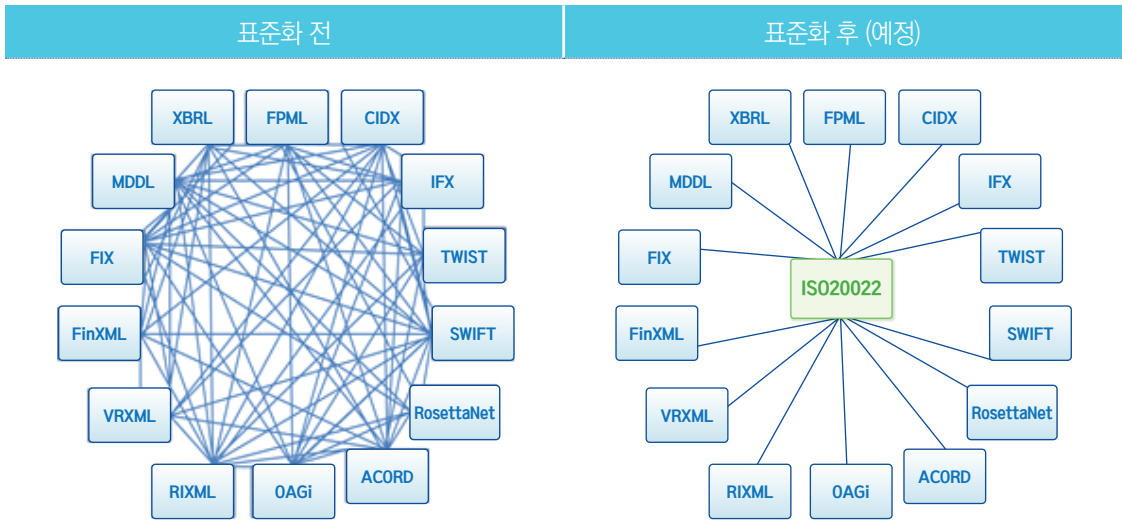 표준화 전
표준화 후 (예정)
XBRL
FPML
CIDX
MDDL
IFX
FIX
TWIST
FinXML
SWIFT
VRXML
RosettaNet
RIXML
OAGi
ACORD
XBRL
FPML
CIDX
MDDL
IFX
FIX
TWIST
ISO20022
FinXML
SWIFT
VRXML
RosettaNet
RIXML
OAGi
ACORD